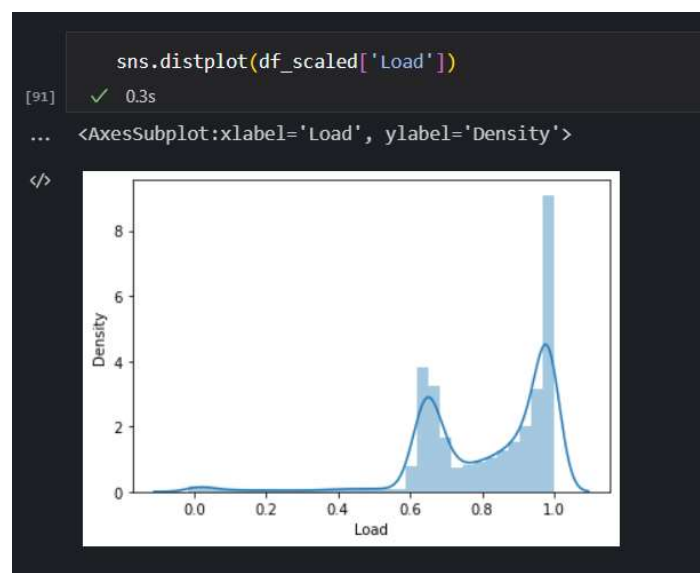 sns.distplot(df_scaled['Load'])
[91]
0.3s
... <AxesSubplot:xlabel='Load', ylabel='Density'>
</>
8
6
4
2
0
Density
0.0 0.2 0.4 0.6 0.8 1.0
Load